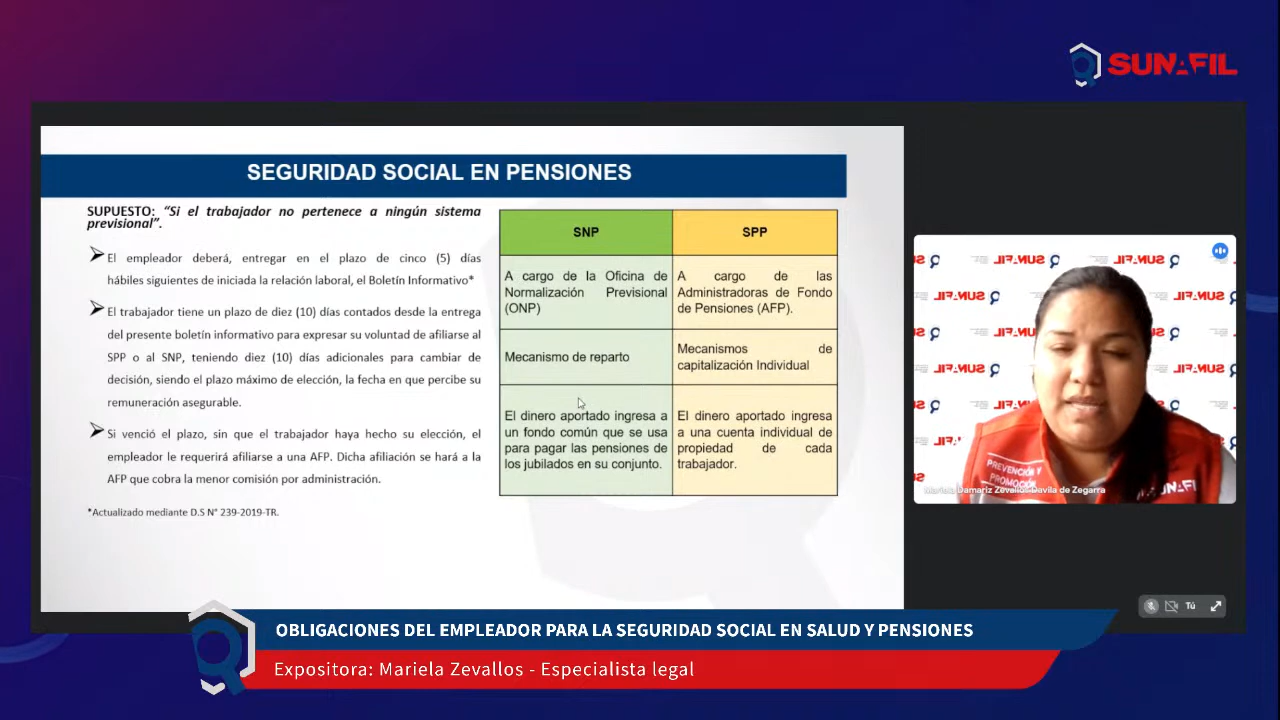 SUNAFIL
SEGURIDAD SOCIAL EN PENSIONES
SUPUESTO: “Si el trabajador no pertenece a ningún sistema
previsional”.
El empleador deberá, entregar en el plazo de cinco (5) días
hábiles siguientes de iniciada la relación laboral, el Boletín Informativo*
El trabajador tiene un plazo de diez (10) días contados desde la entrega
del presente boletín informativo para expresar su voluntad de afiliarse al
SPP o al SNP, teniendo diez (10) días adicionales para cambiar de
decisión, siendo el plazo máximo de elección, la fecha en que percibe su
remuneración asegurable.
Si venció el plazo, sin que el trabajador haya hecho su elección, el
empleador le requerirá afiliarse a una AFP. Dicha afiliación se hará a la
AFP que cobra la menor comisión por administración.
*Actualizado mediante D.S N° 239-2019-TR.
SNP
SPP
A cargo de la Oficina de
Normalización Previsional
(ONP)
A cargo de las
Administradoras de Fondo
de Pensiones (AFP).
Mecanismo de reparto
Mecanismos de
capitalización Individual
El dinero aportado ingresa a
un fondo común que se usa
para pagar las pensiones de
los jubilados en su conjunto.
El dinero aportado ingresa
a una cuenta individual de
propiedad de cada
trabajador.
PREVENCIÓN Y
PROMOCIÓN
Mariela Damariz Zevallos Davila de Zegarra
Tú
OBLIGACIONES DEL EMPLEADOR PARA LA SEGURIDAD SOCIAL EN SALUD Y PENSIONES
Expositora: Mariela Zevallos - Especialista legal